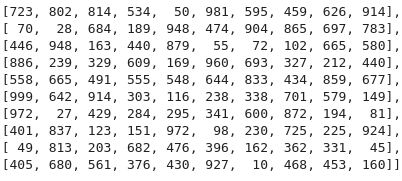 [723, 802, 814, 534,  50, 981, 595, 459, 626, 914],
[ 70,  28, 684, 189, 948, 474, 904, 865, 697, 783],
[446, 948, 163, 440, 879,  55,  72, 102, 665, 580],
[886, 239, 329, 609, 169, 960, 693, 327, 212, 440],
[558, 665, 491, 555, 548, 644, 833, 434, 859, 677],
[999, 642, 914, 303, 116, 238, 338, 701, 579, 149],
[972,  27, 429, 284, 295, 341, 600, 872, 194,  81],
[401, 837, 123, 151, 972,  98, 230, 725, 225, 924],
[ 49, 813, 203, 682, 476, 396, 162, 362, 331,  45],
[405, 680, 561, 376, 430, 927,  10, 468, 453, 160]]